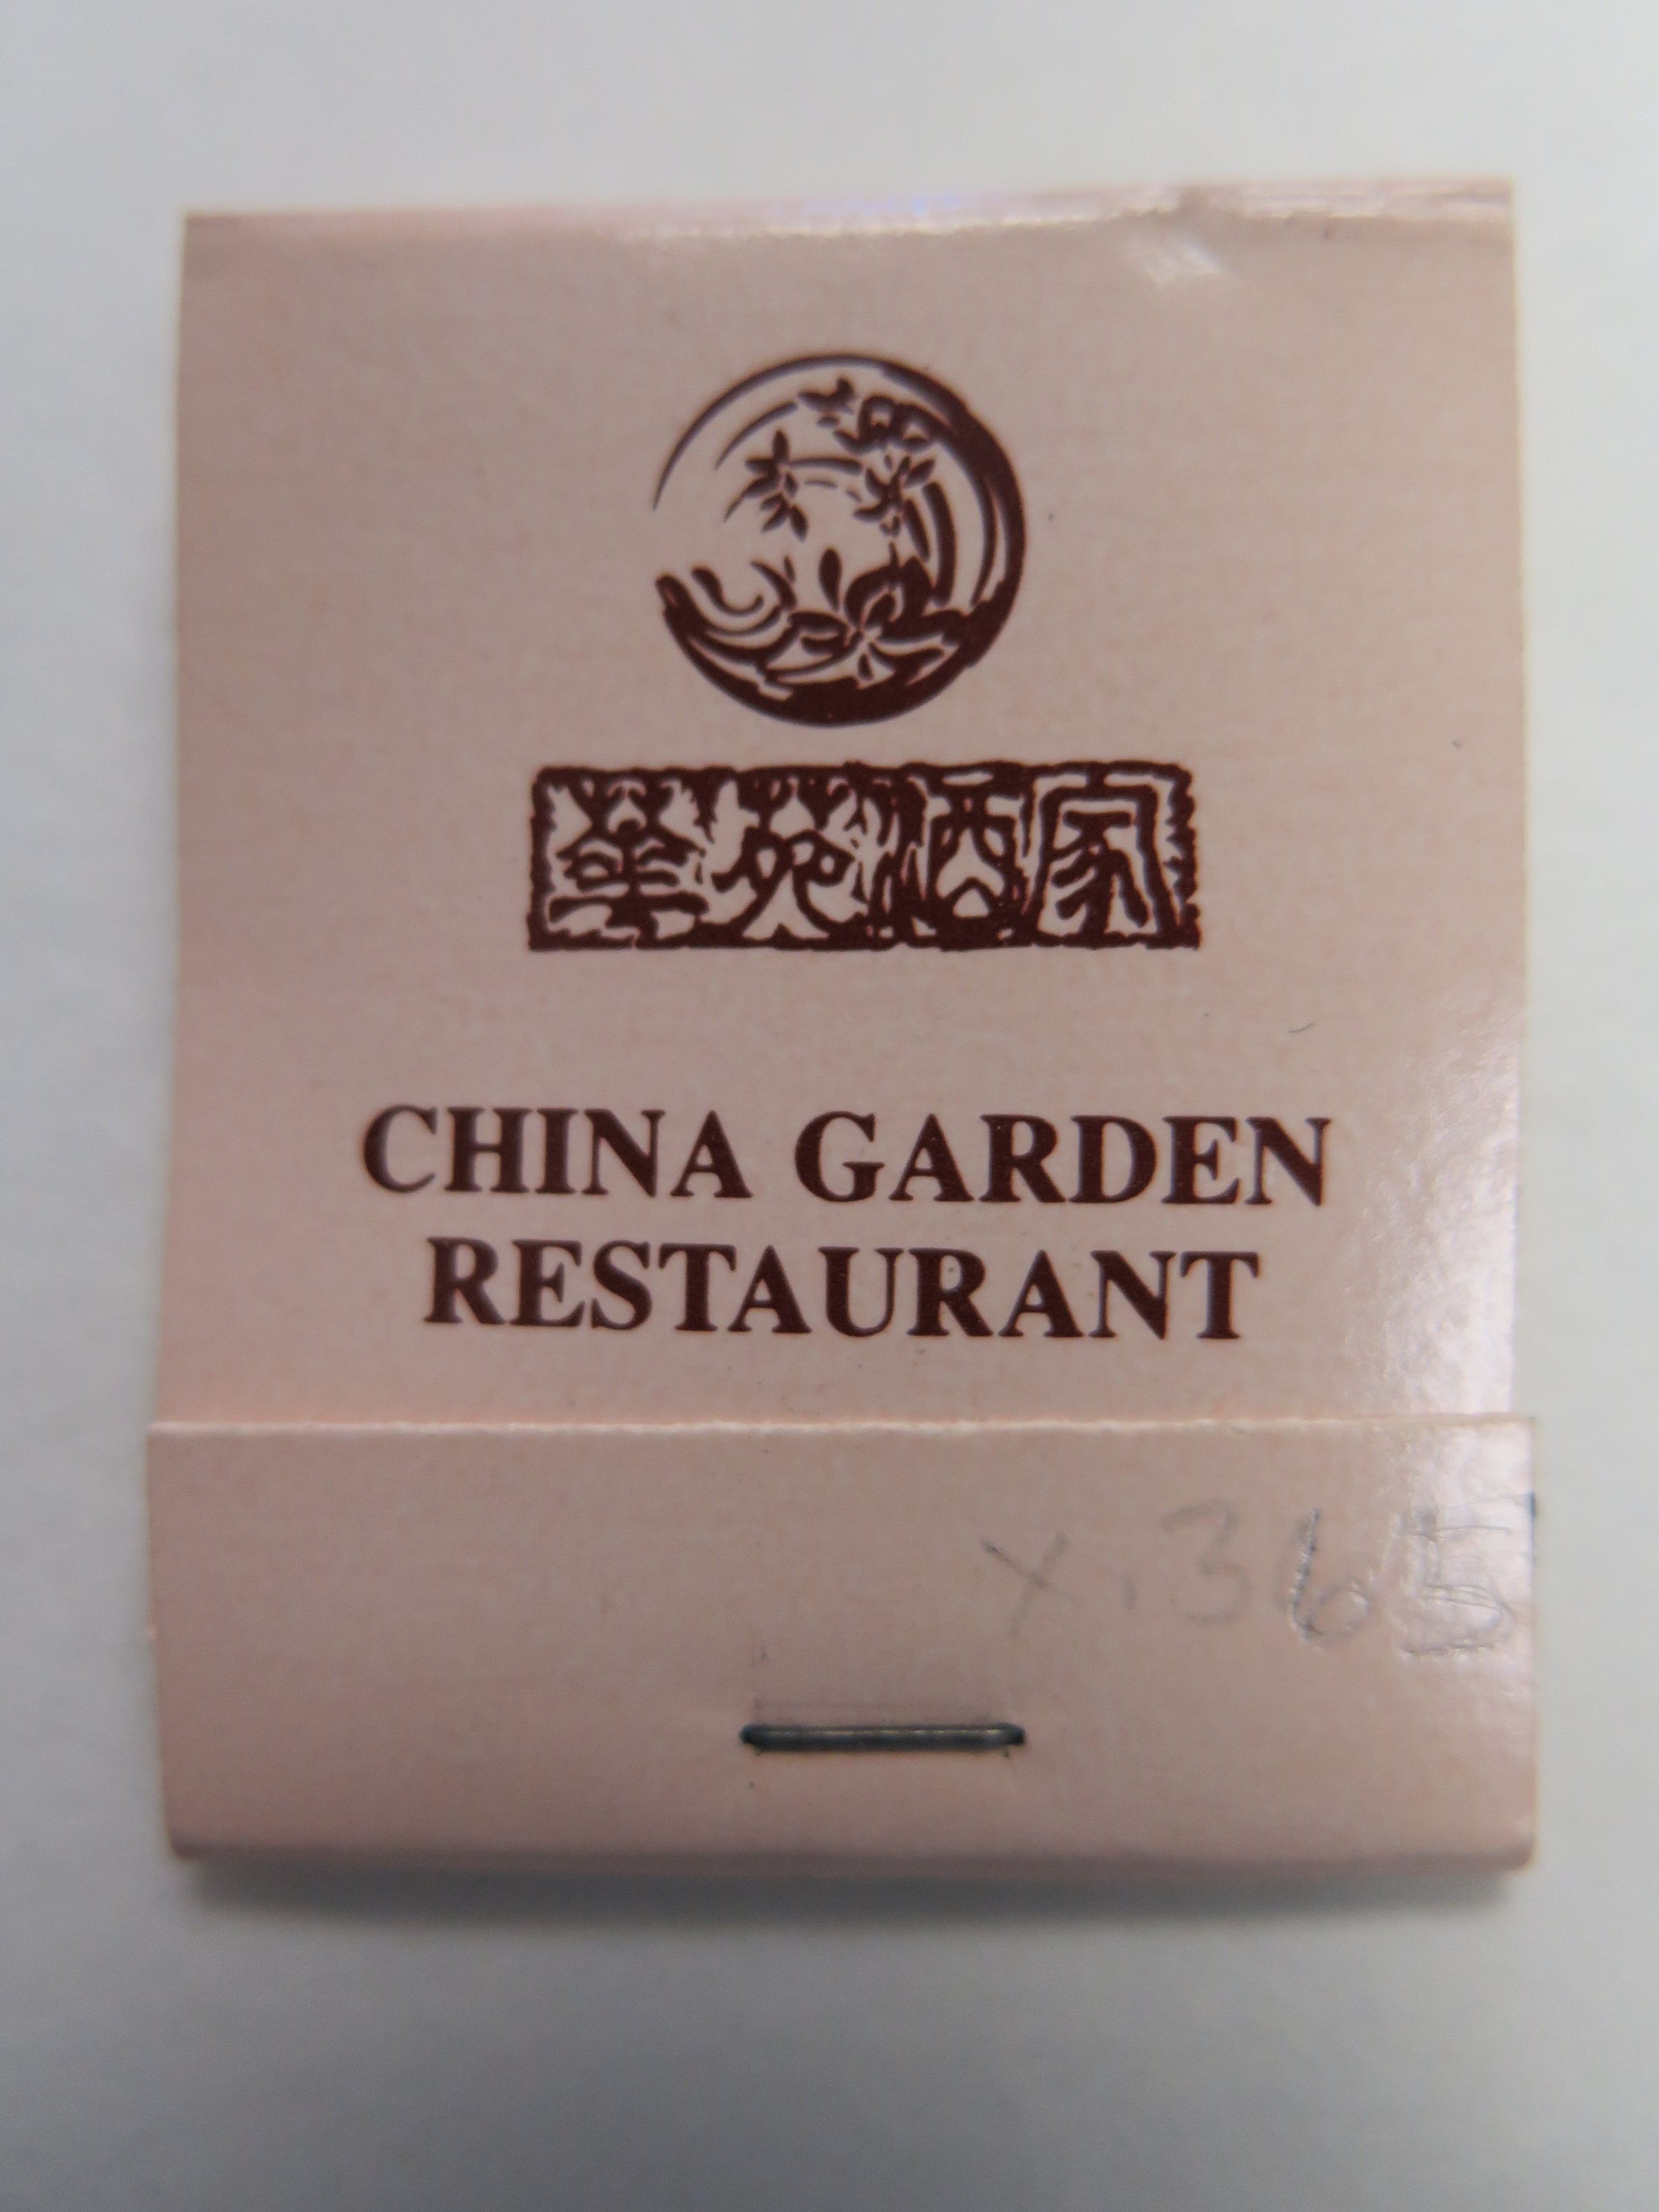 華苑酒家
CHINA GARDEN
RESTAURANT
X.365